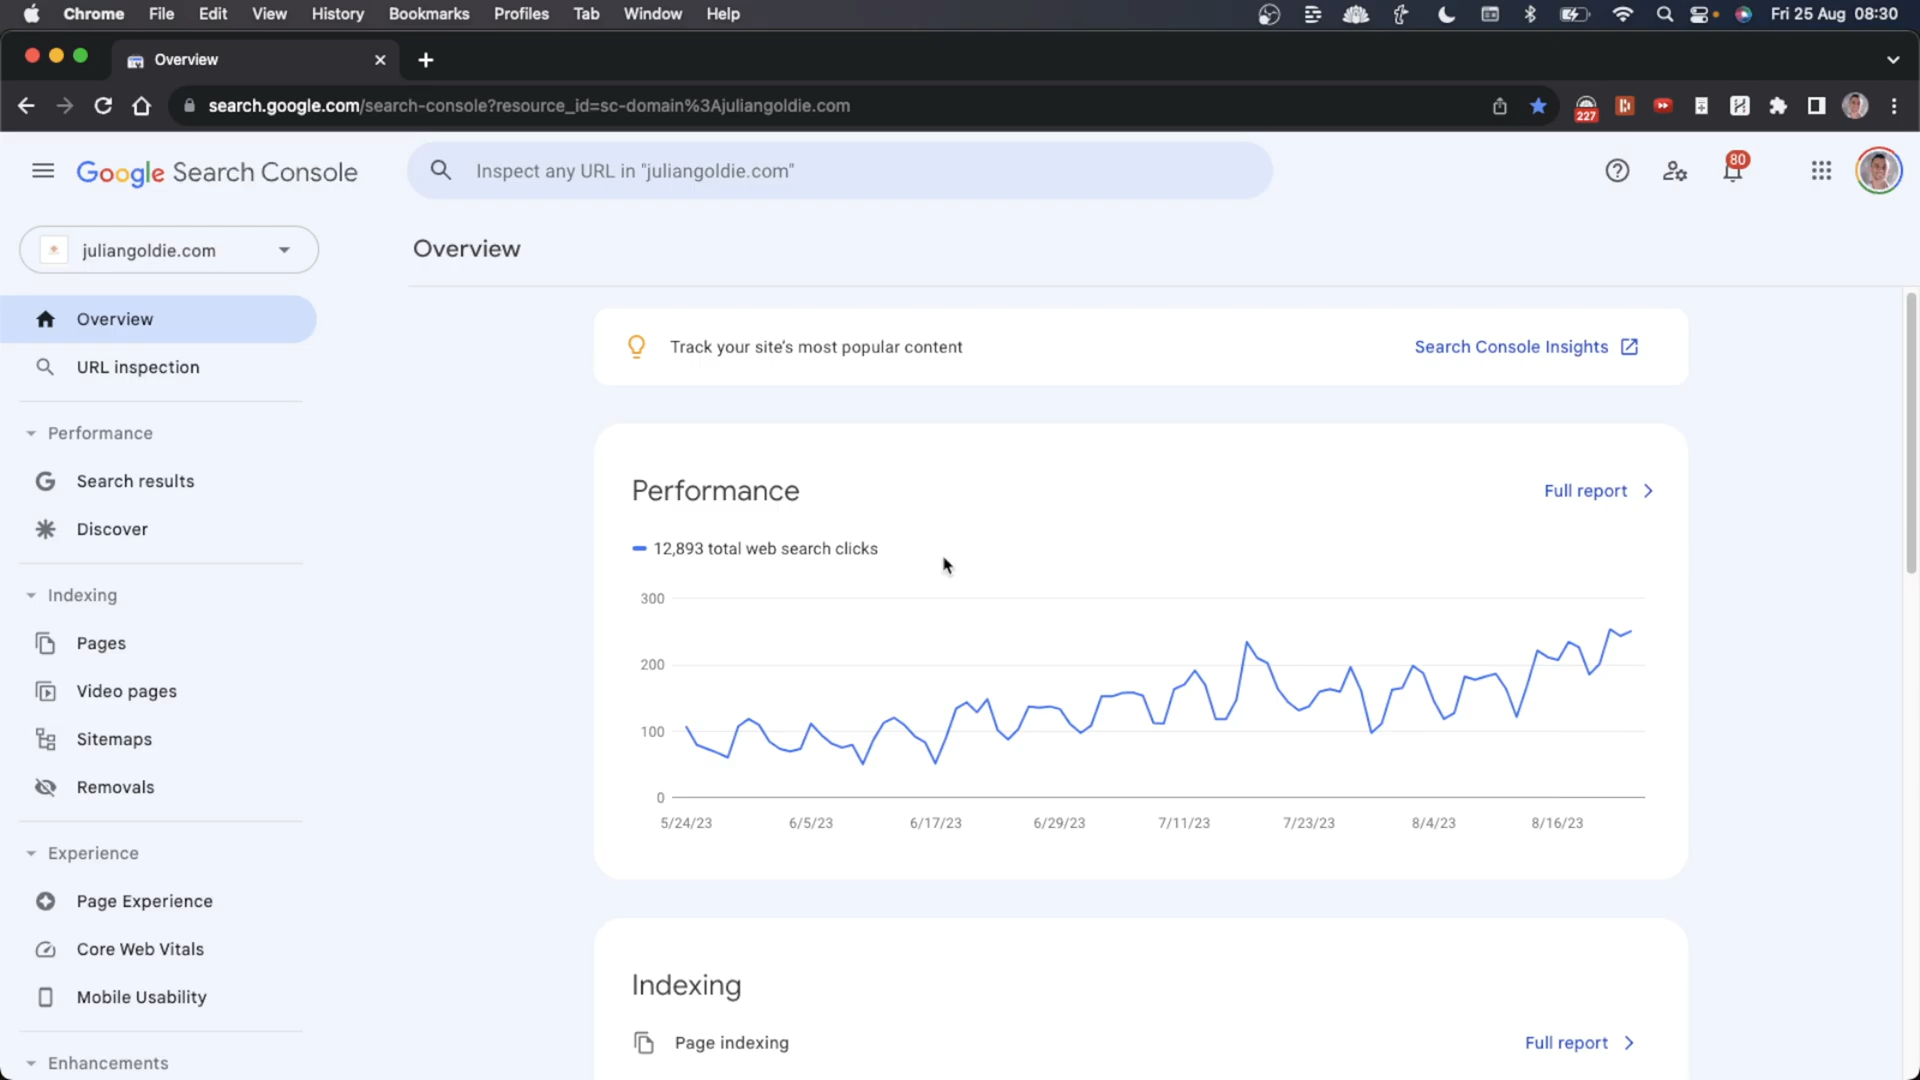 Chrome File Edit View History Bookmarks Profiles Tab Window Help Fri 25 Aug 08:30
Overview
search.google.com/search-console?resource_id=sc-domain%3Ajuliangoldie.com 227
Google Search Console Inspect any URL in "juliangoldie.com" 80
juliangoldie.com
Overview
Overview
URL inspection
Performance
Search results
Discover
Indexing
Pages
Video pages
Sitemaps
Removals
Experience
Page Experience
Core Web Vitals
Mobile Usability
Enhancements
Track your site's most popular content Search Console Insights
Performance Full report
12,893 total web search clicks
300
200
100
0
5/24/23 6/5/23 6/17/23 6/29/23 7/11/23 7/23/23 8/4/23 8/16/23
Indexing
Page indexing Full report